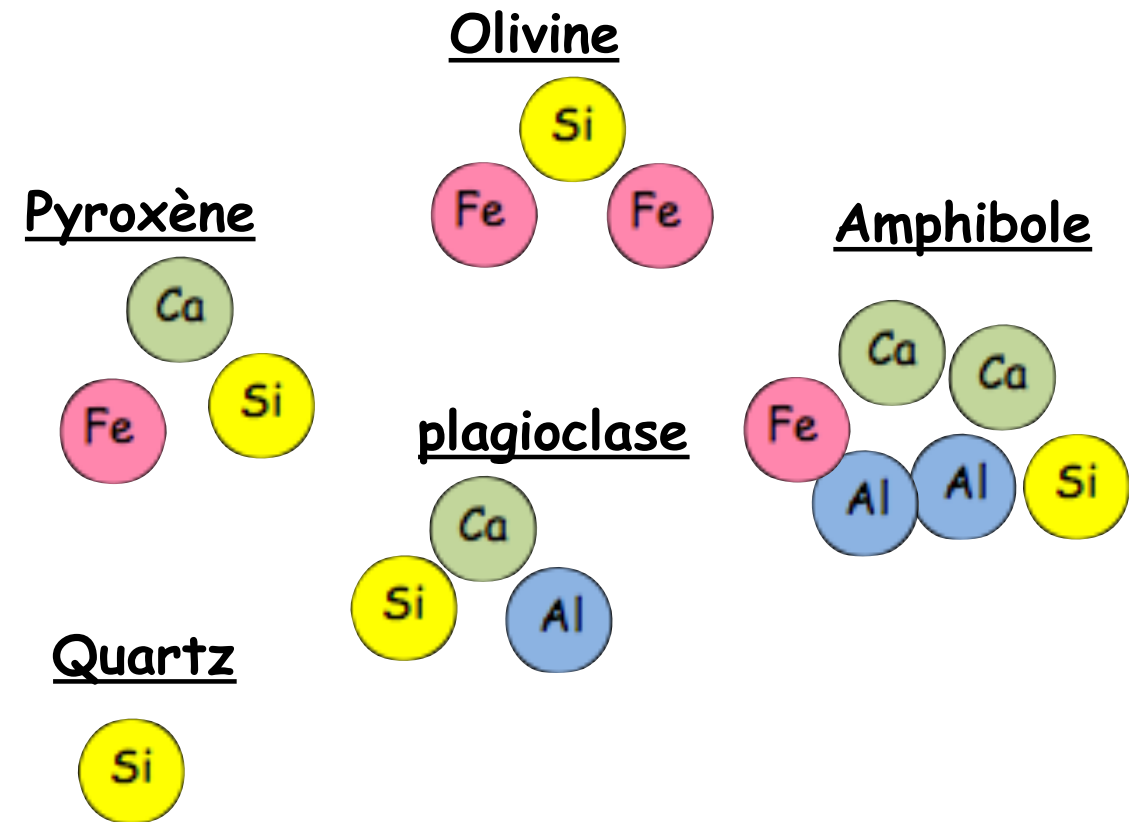 Olivine
Si
Fe Fe
Pyroxène
Ca
Fe Si
Amphibole
Ca Ca
Fe
Al Al Si
plagioclase
Ca
Si Al
Quartz
Si